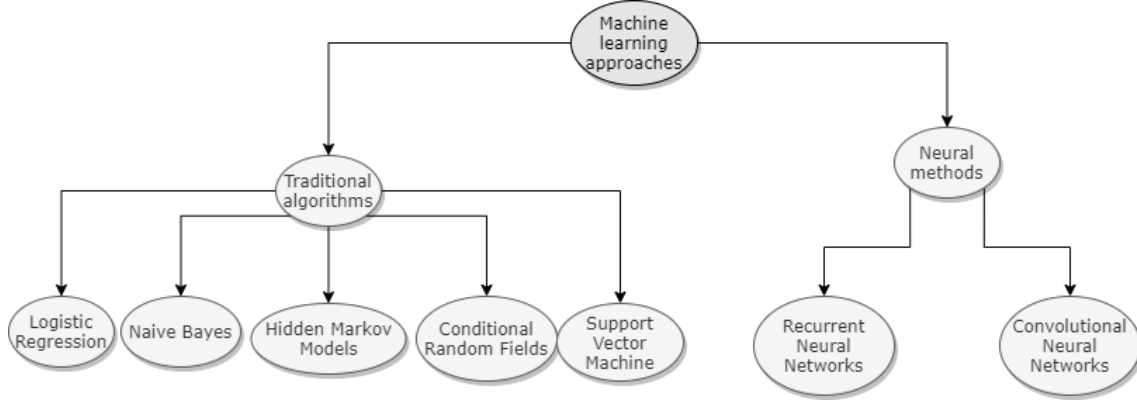 Machine
learning
approaches
Traditional
algorithms
Neural
methods
Logistic
Regression
Naive Bayes
Hidden Markov
Models
Conditional
Random Fields
Support
Vector
Machine
Recurrent
Neural
Networks
Convolutional
Neural
Networks